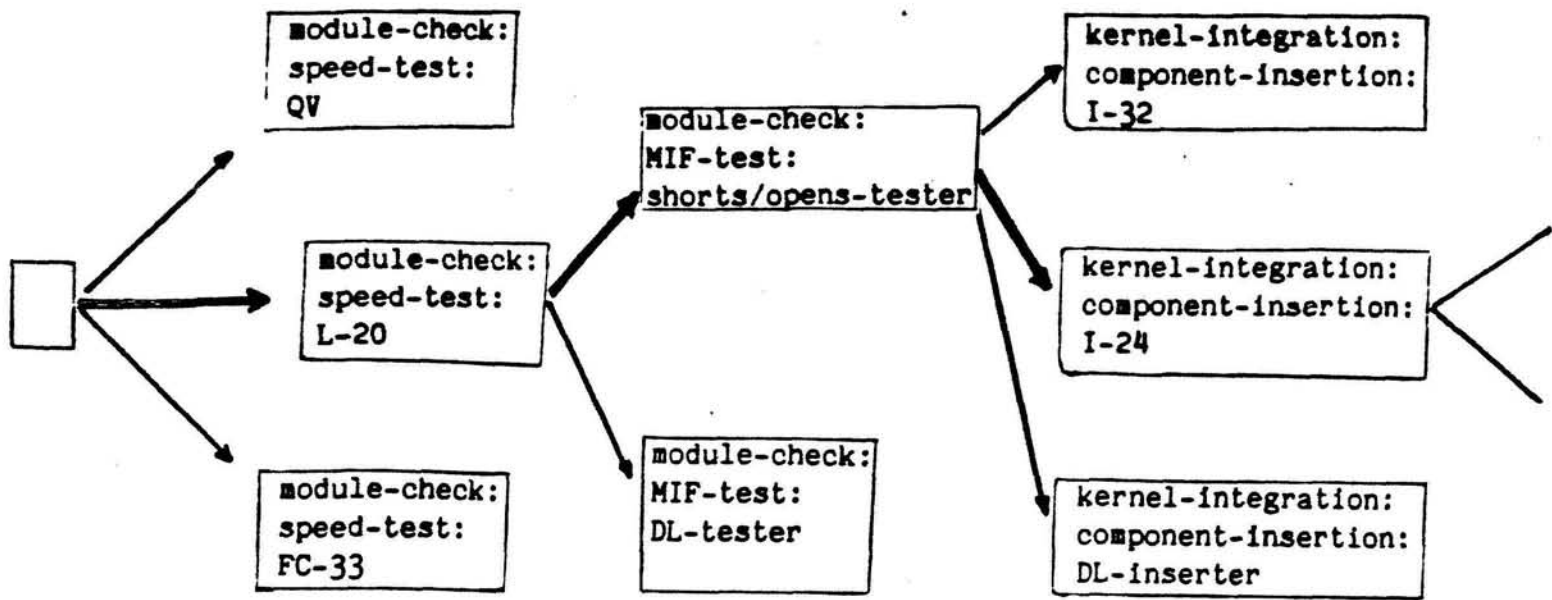 module-check:
speed-test:
QV
module-check:
speed-test:
L-20
module-check:
speed-test:
FC-33
module-check:
MIF-test:
shorts/opens-tester
module-check:
MIF-test:
DL-tester
kernel-integration:
component-insertion:
I-32
kernel-integration:
component-insertion:
I-24
kernel-integration:
component-insertion:
DL-inserter